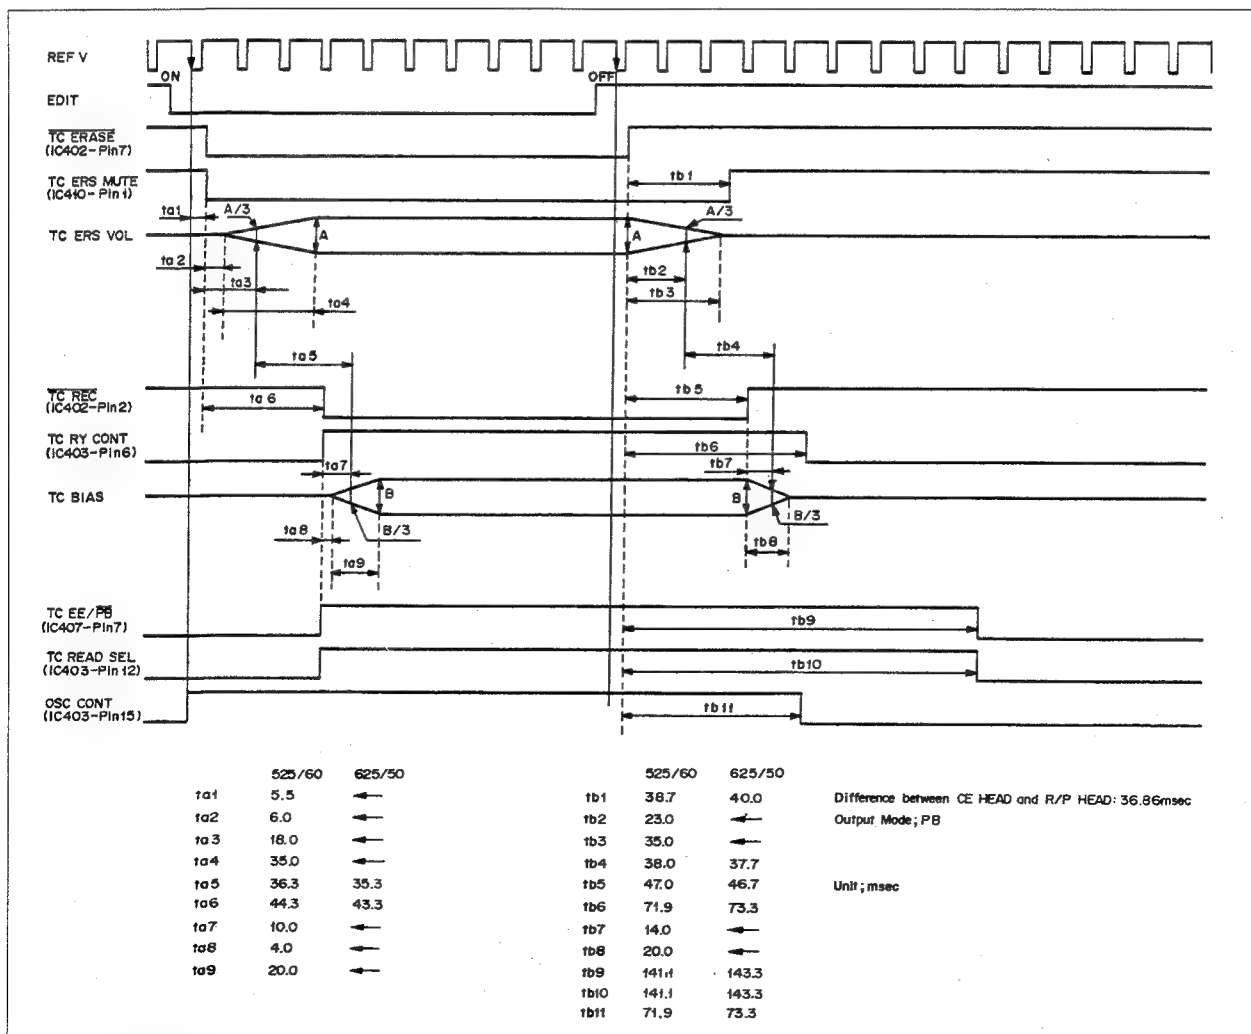 REF V
ON
OFF
EDIT
TC ERASE
(IC402-Pin7)
TC ERS MUTE
(IC410-Pin1)
tb1
ta1
A/3
A/3
TC ERS VOL
A
A
ta2
ta3
ta4
tb2
tb3
ta5
tb4
TC REC
(IC402-Pin2)
ta6
tb5
TC RY CONT
(IC403-Pin6)
tb6
ta7
tb7
TC BIAS
B
B
ta8
B/3
B/3
ta9
tb8
TC EE/PB
(IC407-Pin7)
tb9
TC READ SEL
(IC403-Pin12)
tb10
OSC CONT
(IC403-Pin15)
tb11
525/60 625/50
ta1 5.5 ←
ta2 6.0 ←
ta3 18.0 ←
ta4 35.0 ←
ta5 36.3 35.3
ta6 44.3 43.3
ta7 10.0 ←
ta8 4.0 ←
ta9 20.0 ←
525/60 625/50
tb1 38.7 40.0
tb2 23.0 ←
tb3 35.0 ←
tb4 38.0 37.7
tb5 47.0 46.7
tb6 71.9 73.3
tb7 14.0 ←
tb8 20.0 ←
tb9 141.1 143.3
tb10 141.1 143.3
tb11 71.9 73.3
Difference between CE HEAD and R/P HEAD: 36.86msec
Output Mode; PB
Unit; msec